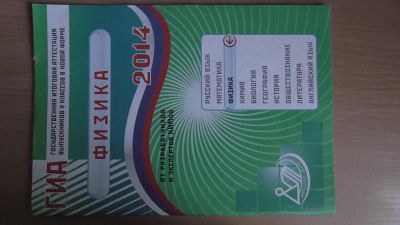 ГИА
ГОСУДАРСТВЕННАЯ ИТОГОВАЯ АТТЕСТАЦИЯ
ВЫПУСКНИКОВ 9 КЛАССОВ В НОВОЙ ФОРМЕ
ФИЗИКА
2014
ОТ РАЗРАБОТЧИКОВ
И ЭКСПЕРТОВ КИМОВ
РУССКИЙ ЯЗЫК
МАТЕМАТИКА
ФИЗИКА
ХИМИЯ
БИОЛОГИЯ
ГЕОГРАФИЯ
ИСТОРИЯ
ОБЩЕСТВОЗНАНИЕ
ЛИТЕРАТУРА
АНГЛИЙСКИЙ ЯЗЫК